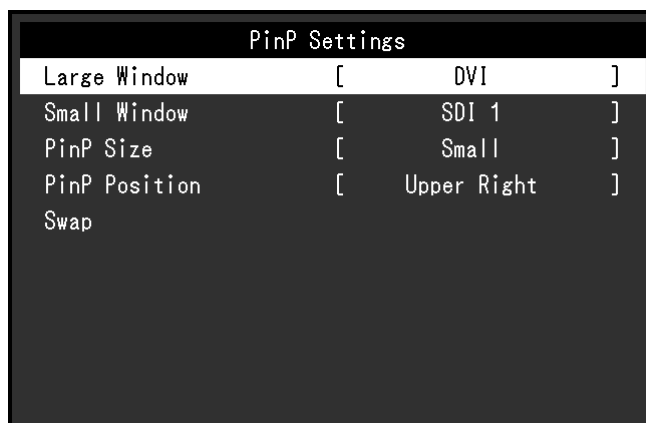 PinP Settings
Large Window [ DVI ]
Small Window [ SDI 1 ]
PinP Size [ Small ]
PinP Position [ Upper Right ]
Swap